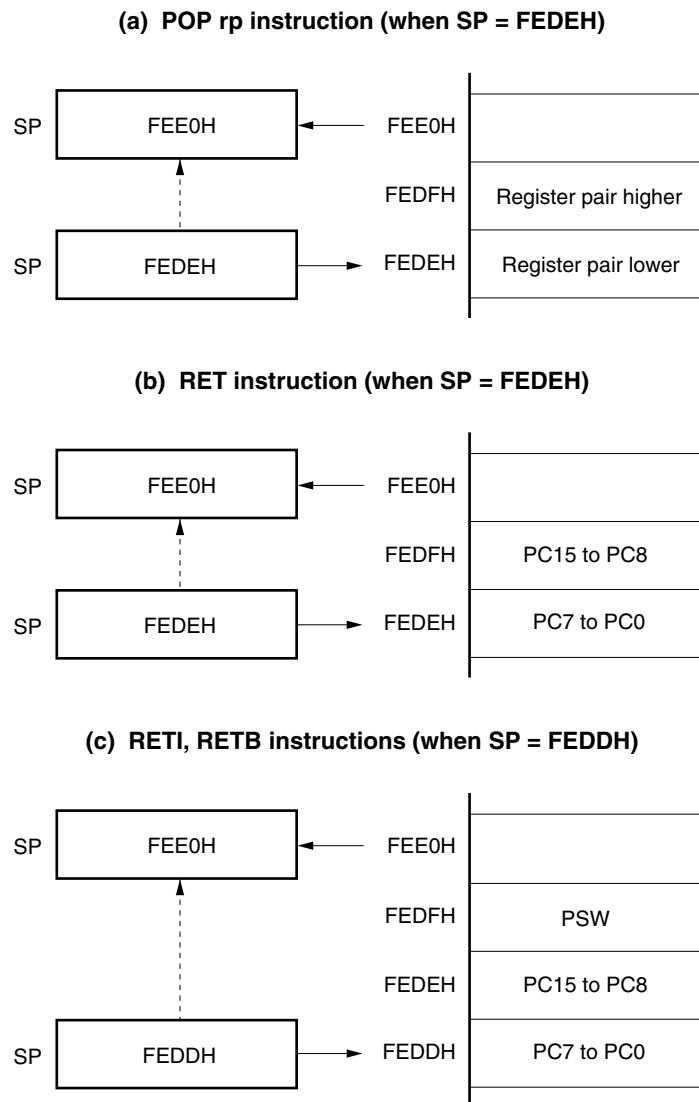 (a) POP rp instruction (when SP = FEDEH)
SP FEE0H FEE0H
FEDFH Register pair higher
SP FEDEH FEDEH Register pair lower
(b) RET instruction (when SP = FEDEH)
SP FEE0H FEE0H
FEDFH PC15 to PC8
SP FEDEH FEDEH PC7 to PC0
(c) RETI, RETB instructions (when SP = FEDDH)
SP FEE0H FEE0H
FEDFH PSW
FEDEH PC15 to PC8
SP FEDDH FEDDH PC7 to PC0